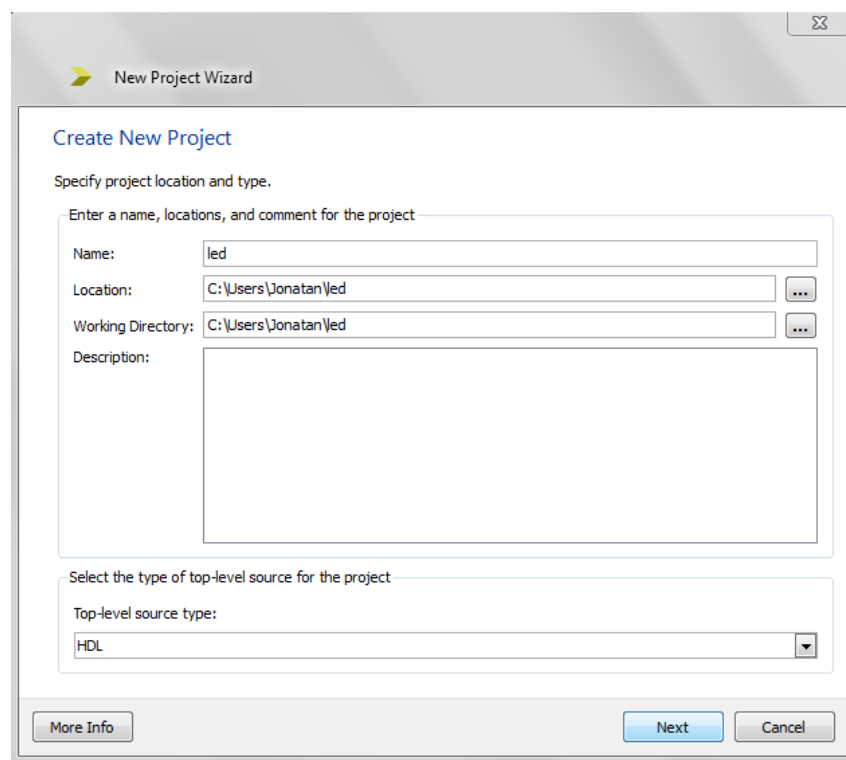 New Project Wizard
Create New Project
Specify project location and type.
Enter a name, locations, and comment for the project
Name: led
Location: C:\Users\Jonatan\led ...
Working Directory: C:\Users\Jonatan\led ...
Description:
Select the type of top-level source for the project
Top-level source type:
HDL
More Info Next Cancel